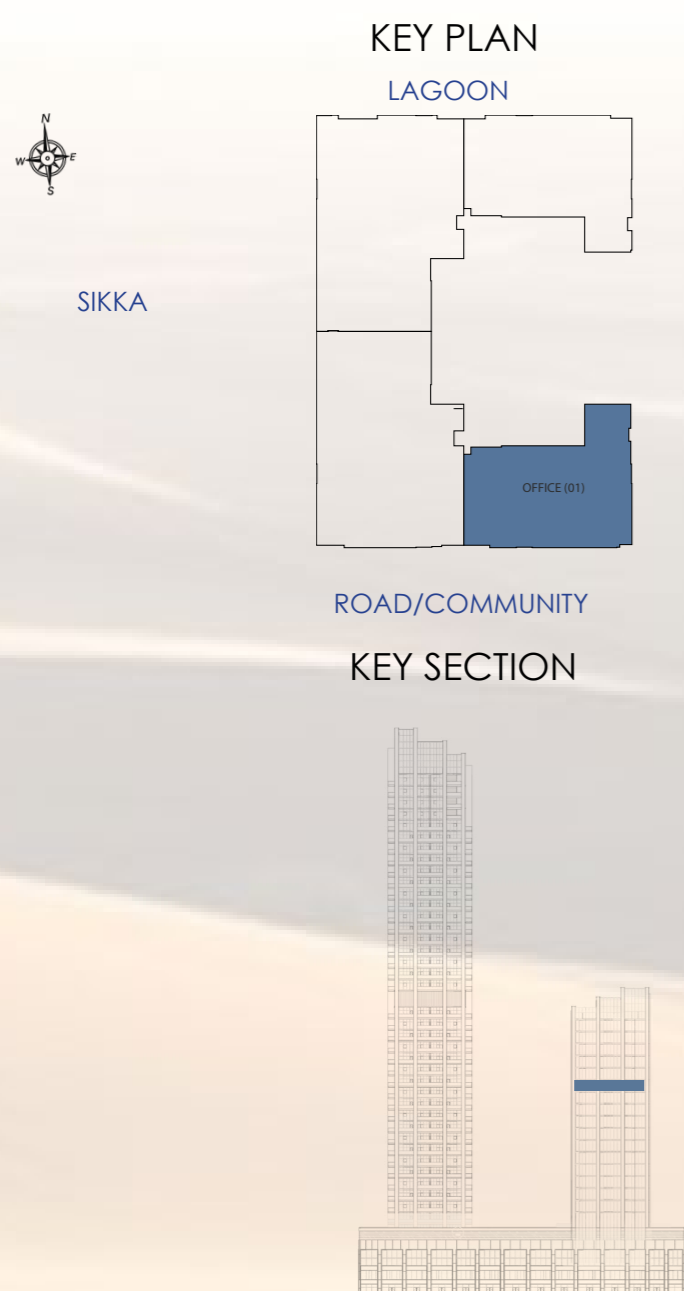 KEY PLAN
LAGOON
N
W E
S
SIKKA
OFFICE (01)
ROAD/COMMUNITY
KEY SECTION